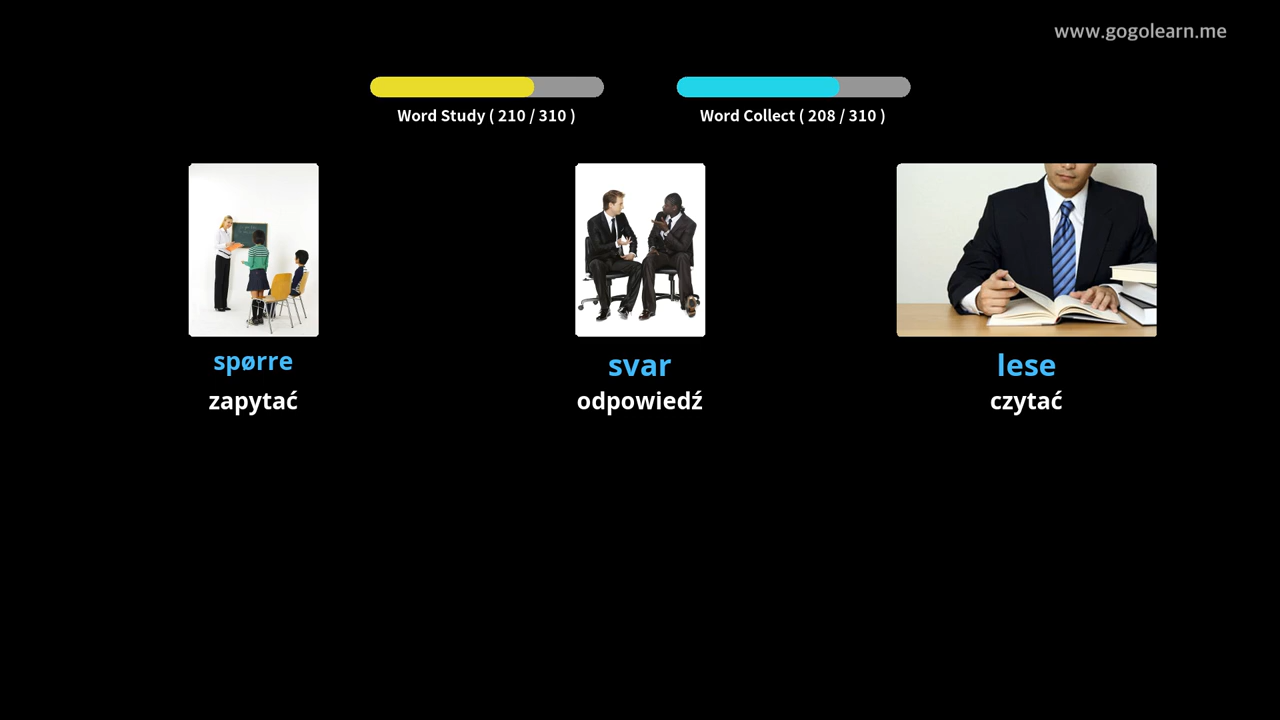 www.gogolearn.me
Word Study ( 210 / 310 )
Word Collect ( 208 / 310 )
spørre
zapytać
svar
odpowiedź
lese
czytać